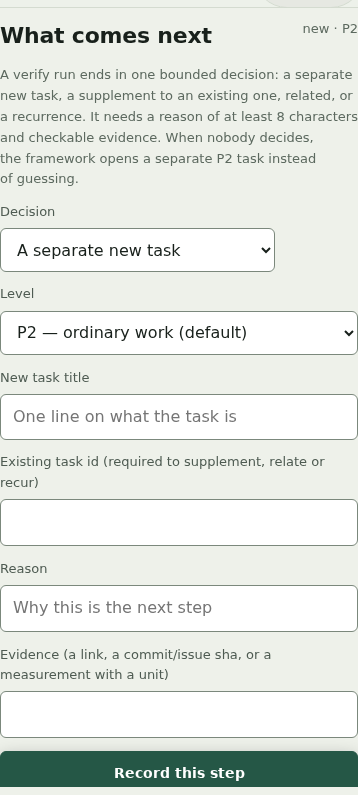 What comes next
new · P2
A verify run ends in one bounded decision: a separate
new task, a supplement to an existing one, related, or
a recurrence. It needs a reason of at least 8 characters
and checkable evidence. When nobody decides,
the framework opens a separate P2 task instead
of guessing.
Decision
A separate new task
Level
P2 — ordinary work (default)
New task title
One line on what the task is
Existing task id (required to supplement, relate or
recur)
Reason
Why this is the next step
Evidence (a link, a commit/issue sha, or a
measurement with a unit)
Record this step